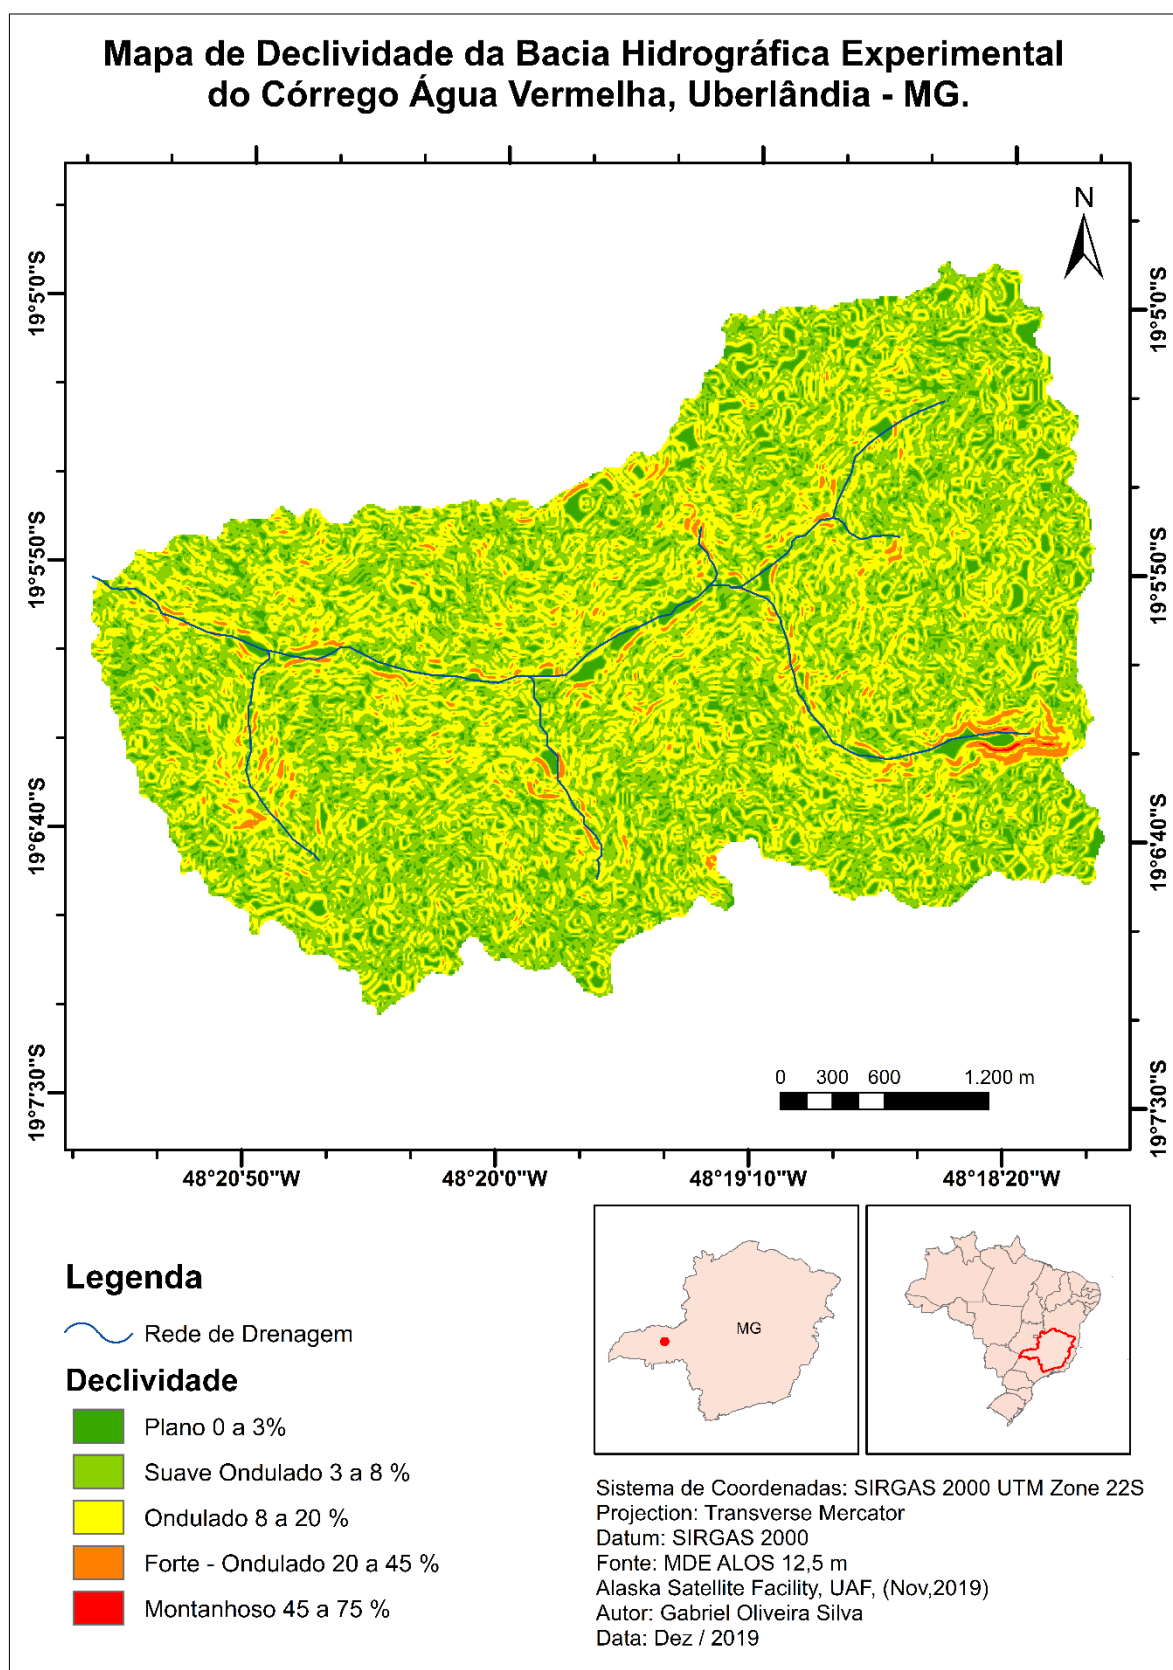 Mapa de Declividade da Bacia Hidrográfica Experimental
do Córrego Água Vermelha, Uberlândia - MG.
N
19°5'0"S
19°5'0"S
19°5'50"S
19°5'50"S
19°6'40"S
19°6'40"S
19°7'30"S
19°7'30"S
0 300 600 1.200 m
48°20'50"W 48°20'0"W 48°19'10"W 48°18'20"W
MG
Legenda
Rede de Drenagem
Declividade
Plano 0 a 3%
Suave Ondulado 3 a 8 %
Ondulado 8 a 20 %
Forte - Ondulado 20 a 45 %
Montanhoso 45 a 75 %
Sistema de Coordenadas: SIRGAS 2000 UTM Zone 22S
Projection: Transverse Mercator
Datum: SIRGAS 2000
Fonte: MDE ALOS 12,5 m
Alaska Satellite Facility, UAF, (Nov,2019)
Autor: Gabriel Oliveira Silva
Data: Dez / 2019